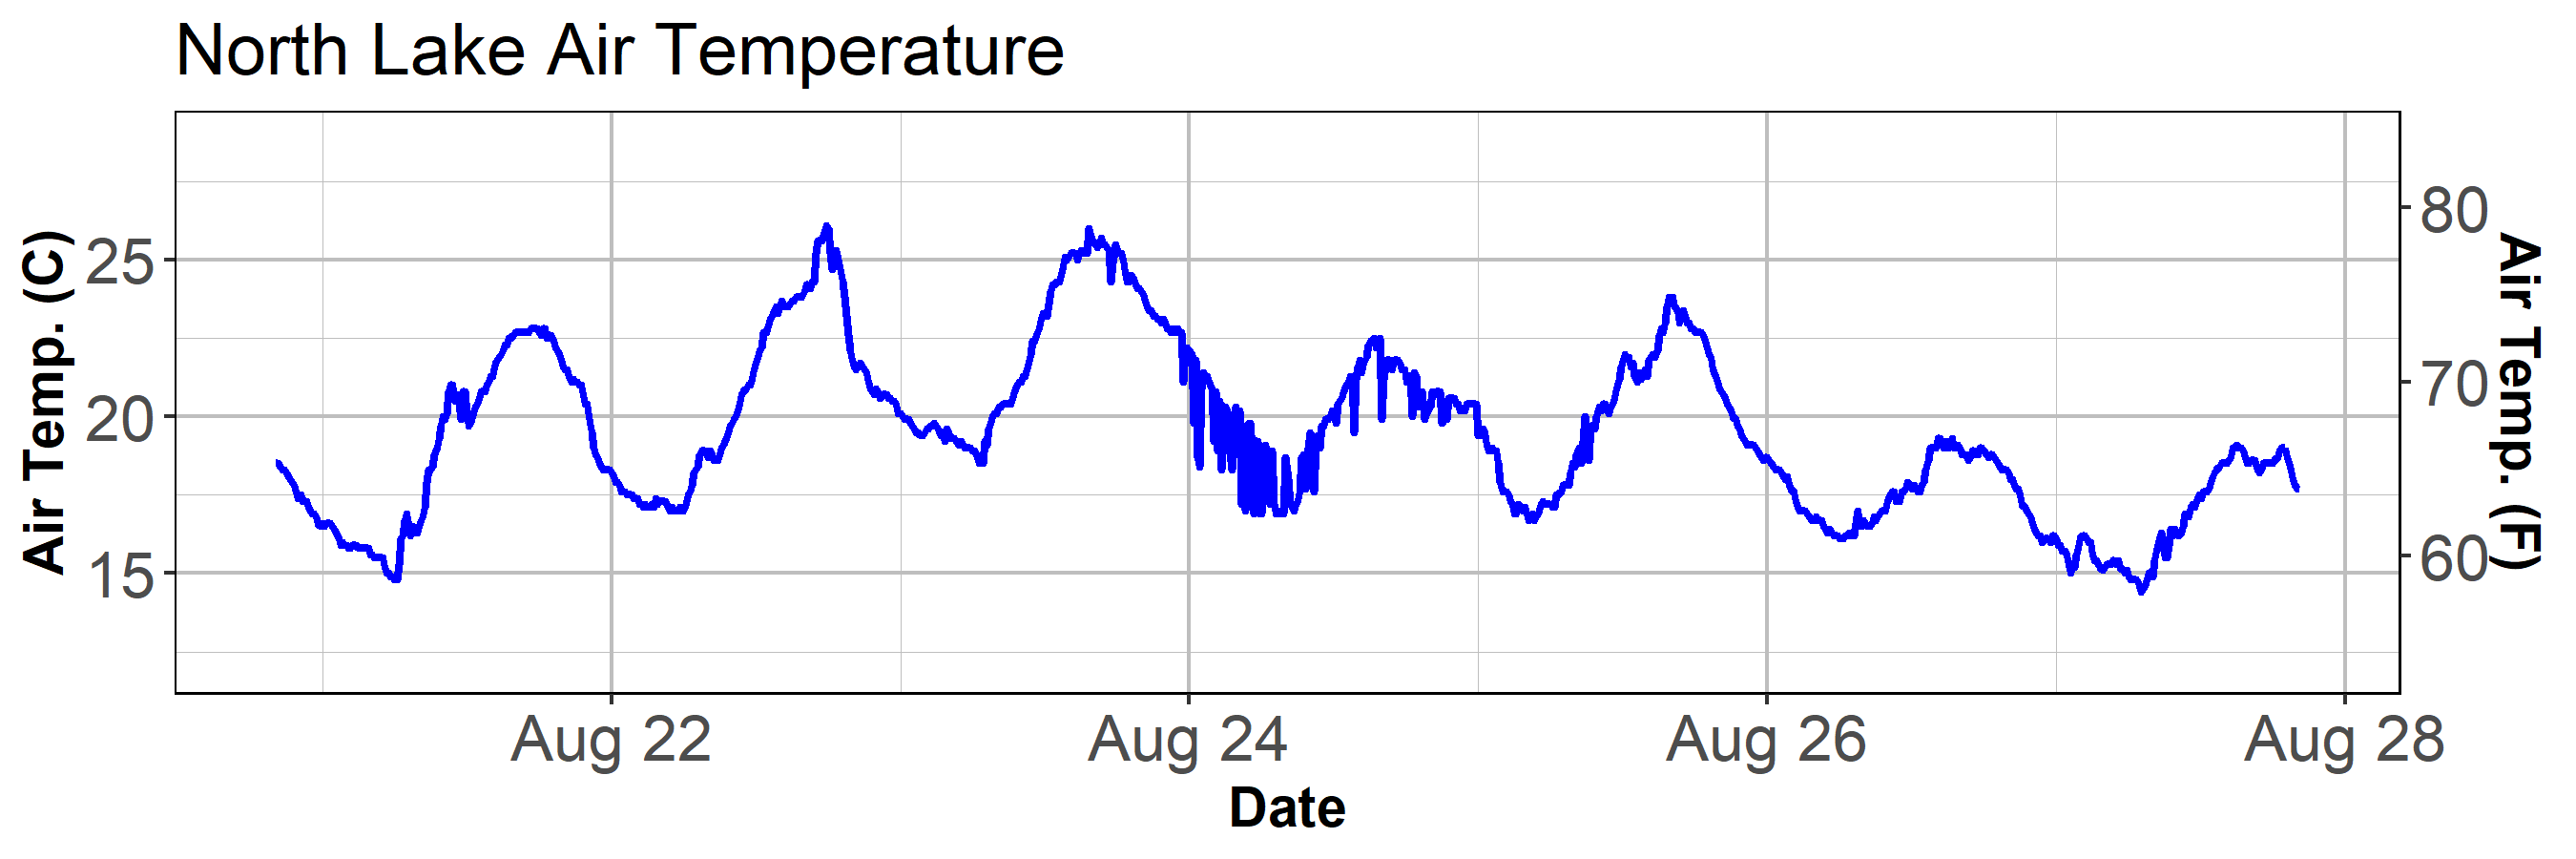 North Lake Air Temperature
Air Temp. (C)
25
20
15
80
70
60
Air Temp. (F)
Aug 22 Aug 24 Aug 26 Aug 28
Date